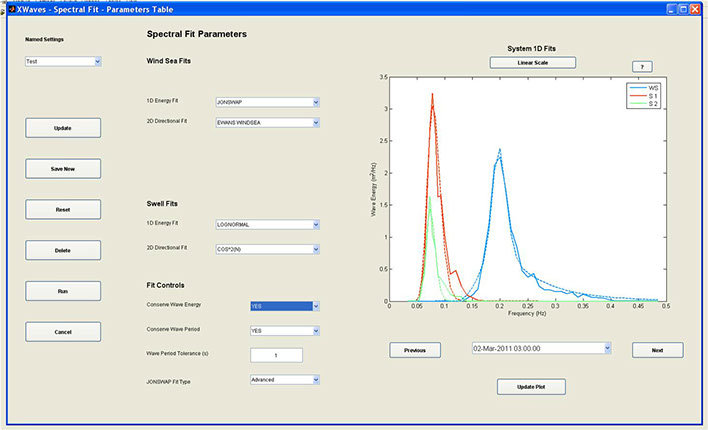 XWaves - Spectral Fit - Parameters Table
Named Settings
Test
Update
Save New
Reset
Delete
Run
Cancel
Spectral Fit Parameters
Wind Sea Fits
1D Energy Fit
JONSWAP
2D Directional Fit
EWANS WINDSEA
Swell Fits
1D Energy Fit
LOGNORMAL
2D Directional Fit
COS^2(N)
Fit Controls
Conserve Wave Energy
YES
Conserve Wave Period
YES
Wave Period Tolerance (s)
1
JONSWAP Fit Type
Advanced
System 1D Fits
Linear Scale
?
WS
S 1
S 2
3.5
3
2.5
2
1.5
1
0.5
0
Wave Energy (m²/Hz)
0
0.05
0.1
0.15
0.2
0.25
0.3
0.35
0.4
0.45
0.5
Frequency (Hz)
Previous
02-Mar-2011 03:00:00
Next
Update Plot